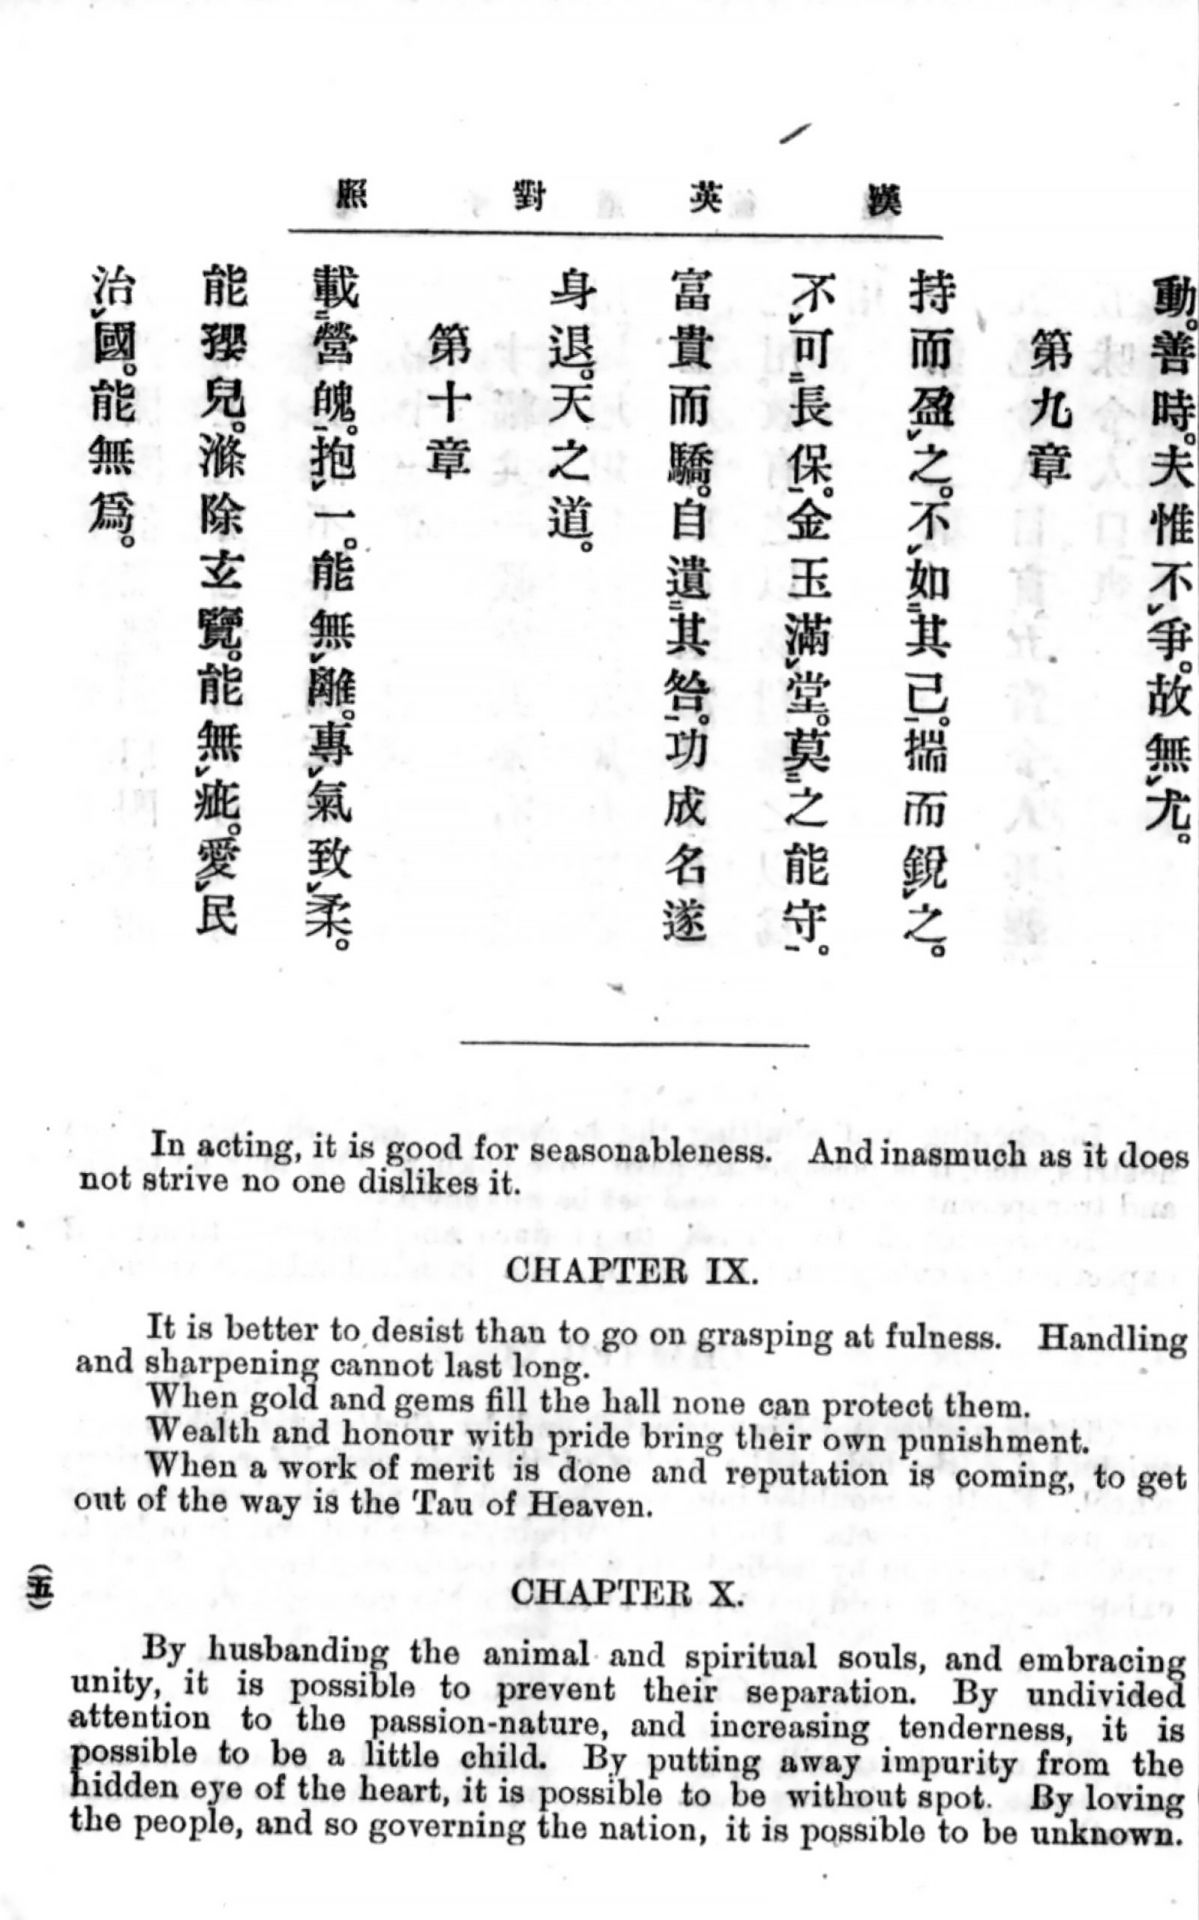 漢英對照
動。善時。夫惟不爭。故無尤。
第九章
持而盈之。不如其已。揣而銳之。
不可長保。金玉滿堂。莫之能守。
富貴而驕。自遺其咎。功成名遂
身退。天之道。
第十章
載營魄。抱一。能無離。專氣致柔。
能孾兒。滌除玄覽。能無疵。愛民
治國。能無爲。
In acting, it is good for seasonableness. And inasmuch as it does
not strive no one dislikes it.
CHAPTER IX.
It is better to desist than to go on grasping at fulness. Handling
and sharpening cannot last long.
When gold and gems fill the hall none can protect them.
Wealth and honour with pride bring their own punishment.
When a work of merit is done and reputation is coming, to get
out of the way is the Tau of Heaven.
(五)
CHAPTER X.
By husbanding the animal and spiritual souls, and embracing
unity, it is possible to prevent their separation. By undivided
attention to the passion-nature, and increasing tenderness, it is
possible to be a little child. By putting away impurity from the
hidden eye of the heart, it is possible to be without spot. By loving
the people, and so governing the nation, it is possible to be unknown.